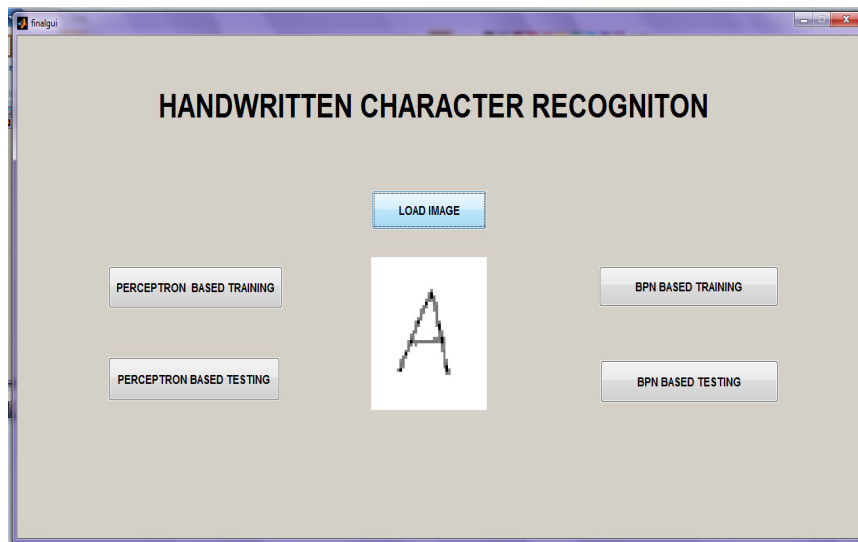 finalgui
HANDWRITTEN CHARACTER RECOGNITON
LOAD IMAGE
PERCEPTRON BASED TRAINING
BPN BASED TRAINING
A
PERCEPTRON BASED TESTING
BPN BASED TESTING